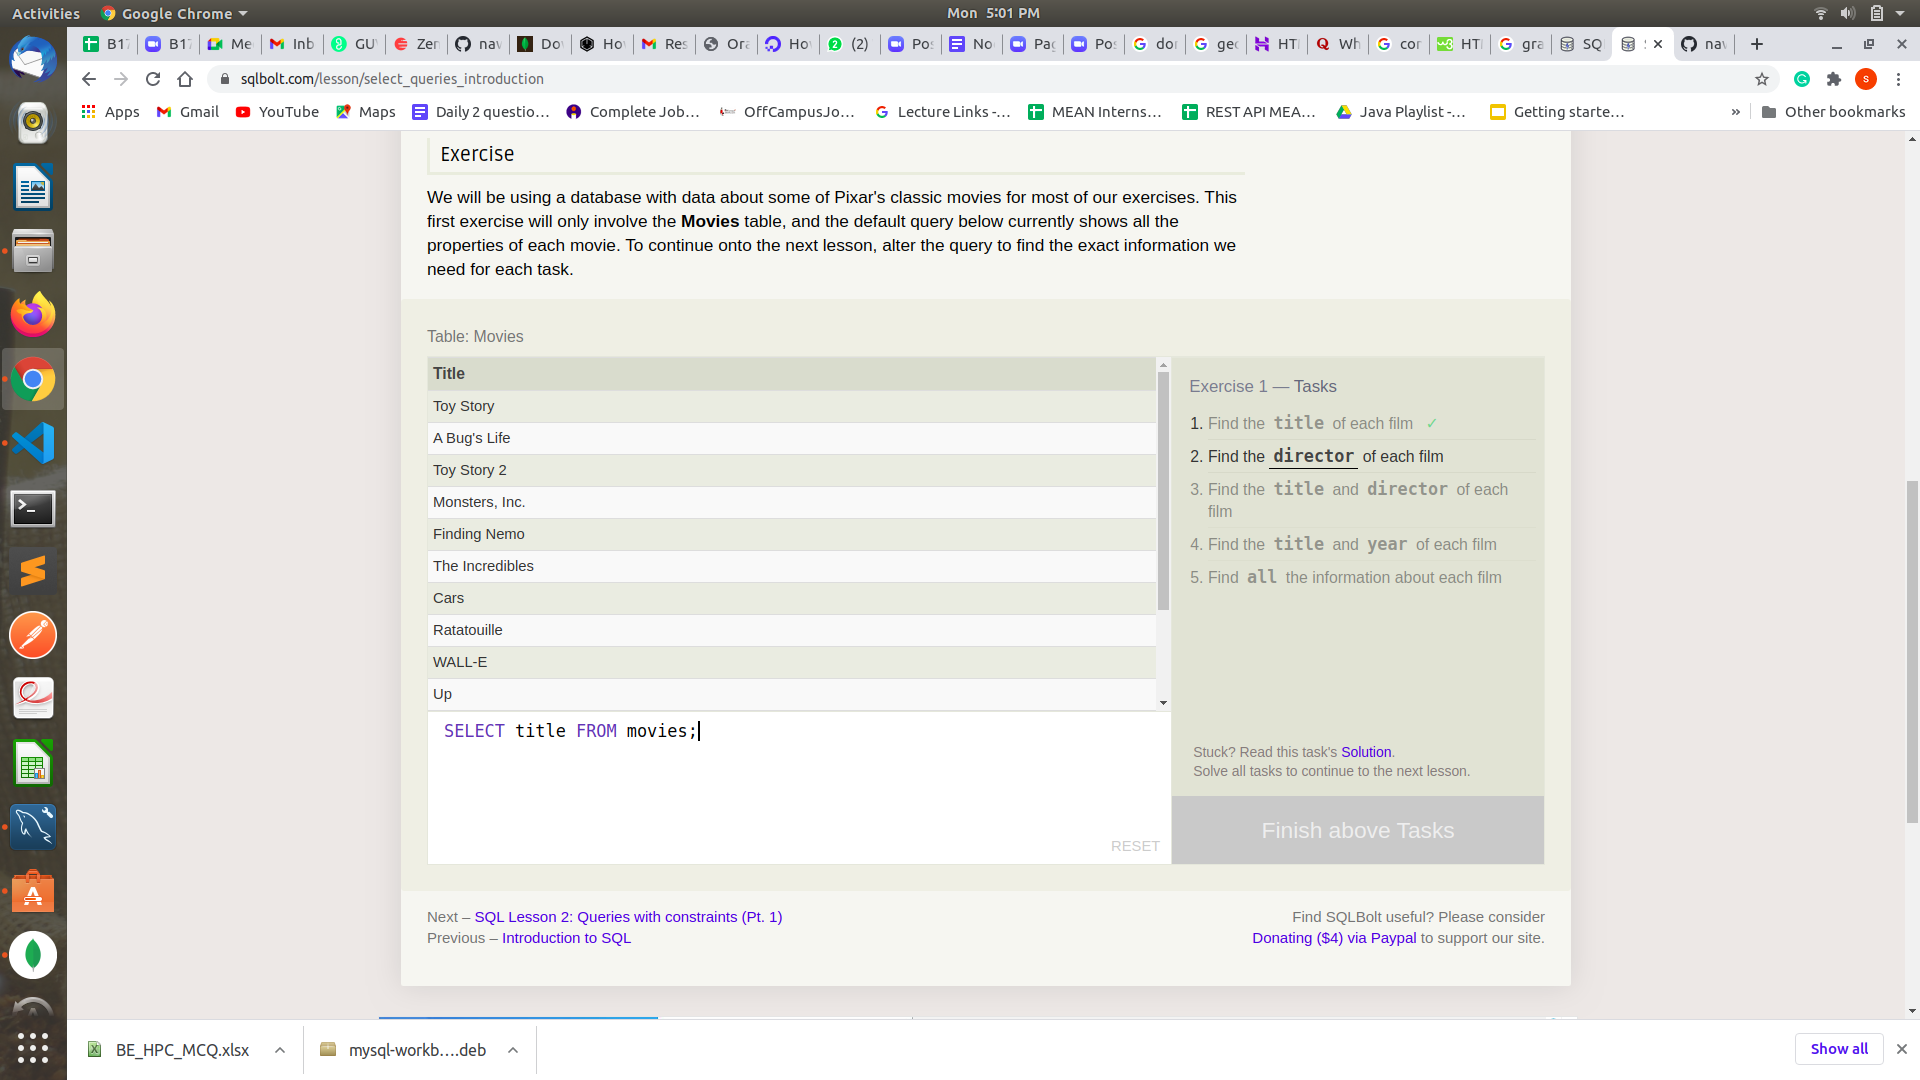 Activities Google Chrome Mon 5:01 PM
B17 B17 Me Inb GU Zen nav Do Ho Res Ora Ho (2) Pos No Pag Pos dor geo HTI Wh cor HTI gra SQ nav
sqlbolt.com/lesson/select_queries_introduction
Apps Gmail YouTube Maps Daily 2 questio… Complete Job… OffCampusJo… Lecture Links -… MEAN Interns… REST API MEA… Java Playlist -… Getting starte… » Other bookmarks
Exercise
We will be using a database with data about some of Pixar's classic movies for most of our exercises. This
first exercise will only involve the Movies table, and the default query below currently shows all the
properties of each movie. To continue onto the next lesson, alter the query to find the exact information we
need for each task.
Table: Movies
Title
Toy Story
A Bug's Life
Toy Story 2
Monsters, Inc.
Finding Nemo
The Incredibles
Cars
Ratatouille
WALL-E
Up
SELECT title FROM movies;
RESET
Exercise 1 — Tasks
1. Find the title of each film ✓
2. Find the director of each film
3. Find the title and director of each
film
4. Find the title and year of each film
5. Find all the information about each film
Stuck? Read this task's Solution.
Solve all tasks to continue to the next lesson.
Finish above Tasks
Next – SQL Lesson 2: Queries with constraints (Pt. 1)
Previous – Introduction to SQL
Find SQLBolt useful? Please consider
Donating ($4) via Paypal to support our site.
BE_HPC_MCQ.xlsx mysql-workb….deb Show all